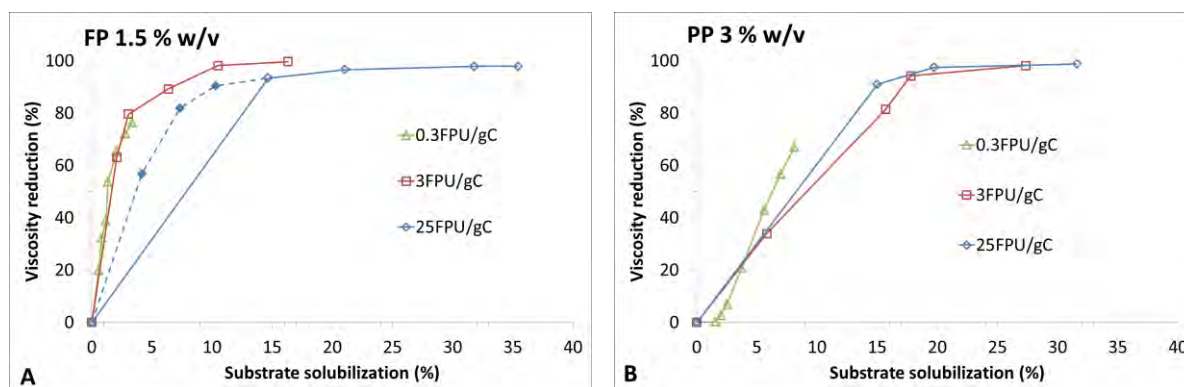 FP 1.5 % w/v
100
80
60
40
20
0
Viscosity reduction (%)
0.3FPU/gC
3FPU/gC
25FPU/gC
0 5 10 15 20 25 30 35 40
Substrate solubilization (%)
A
PP 3 % w/v
100
80
60
40
20
0
Viscosity reduction (%)
0.3FPU/gC
3FPU/gC
25FPU/gC
0 5 10 15 20 25 30 35 40
Substrate solubilization (%)
B